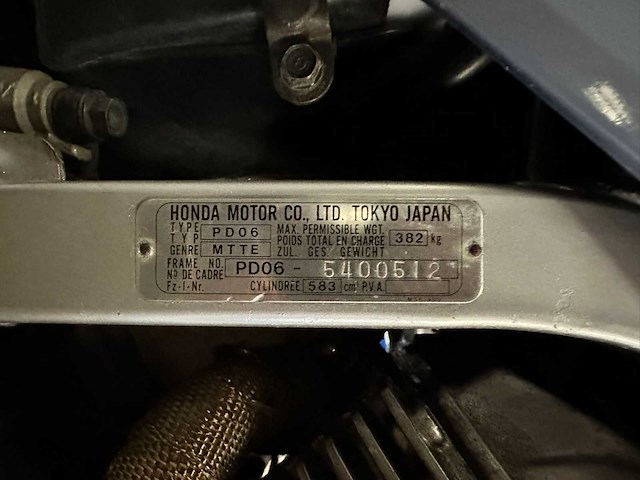 HONDA MOTOR CO., LTD. TOKYO JAPAN
TYPE PD06 MAX. PERMISSIBLE WGT.
TYP POIDS TOTAL EN CHARGE 382 kg
GENRE MTTE ZUL. GES. GEWICHT
FRAME NO. PD06 - 5400512
Nº DE CADRE
Fz-I-Nr. CYLINDREE 583 cm³ P.V.A.